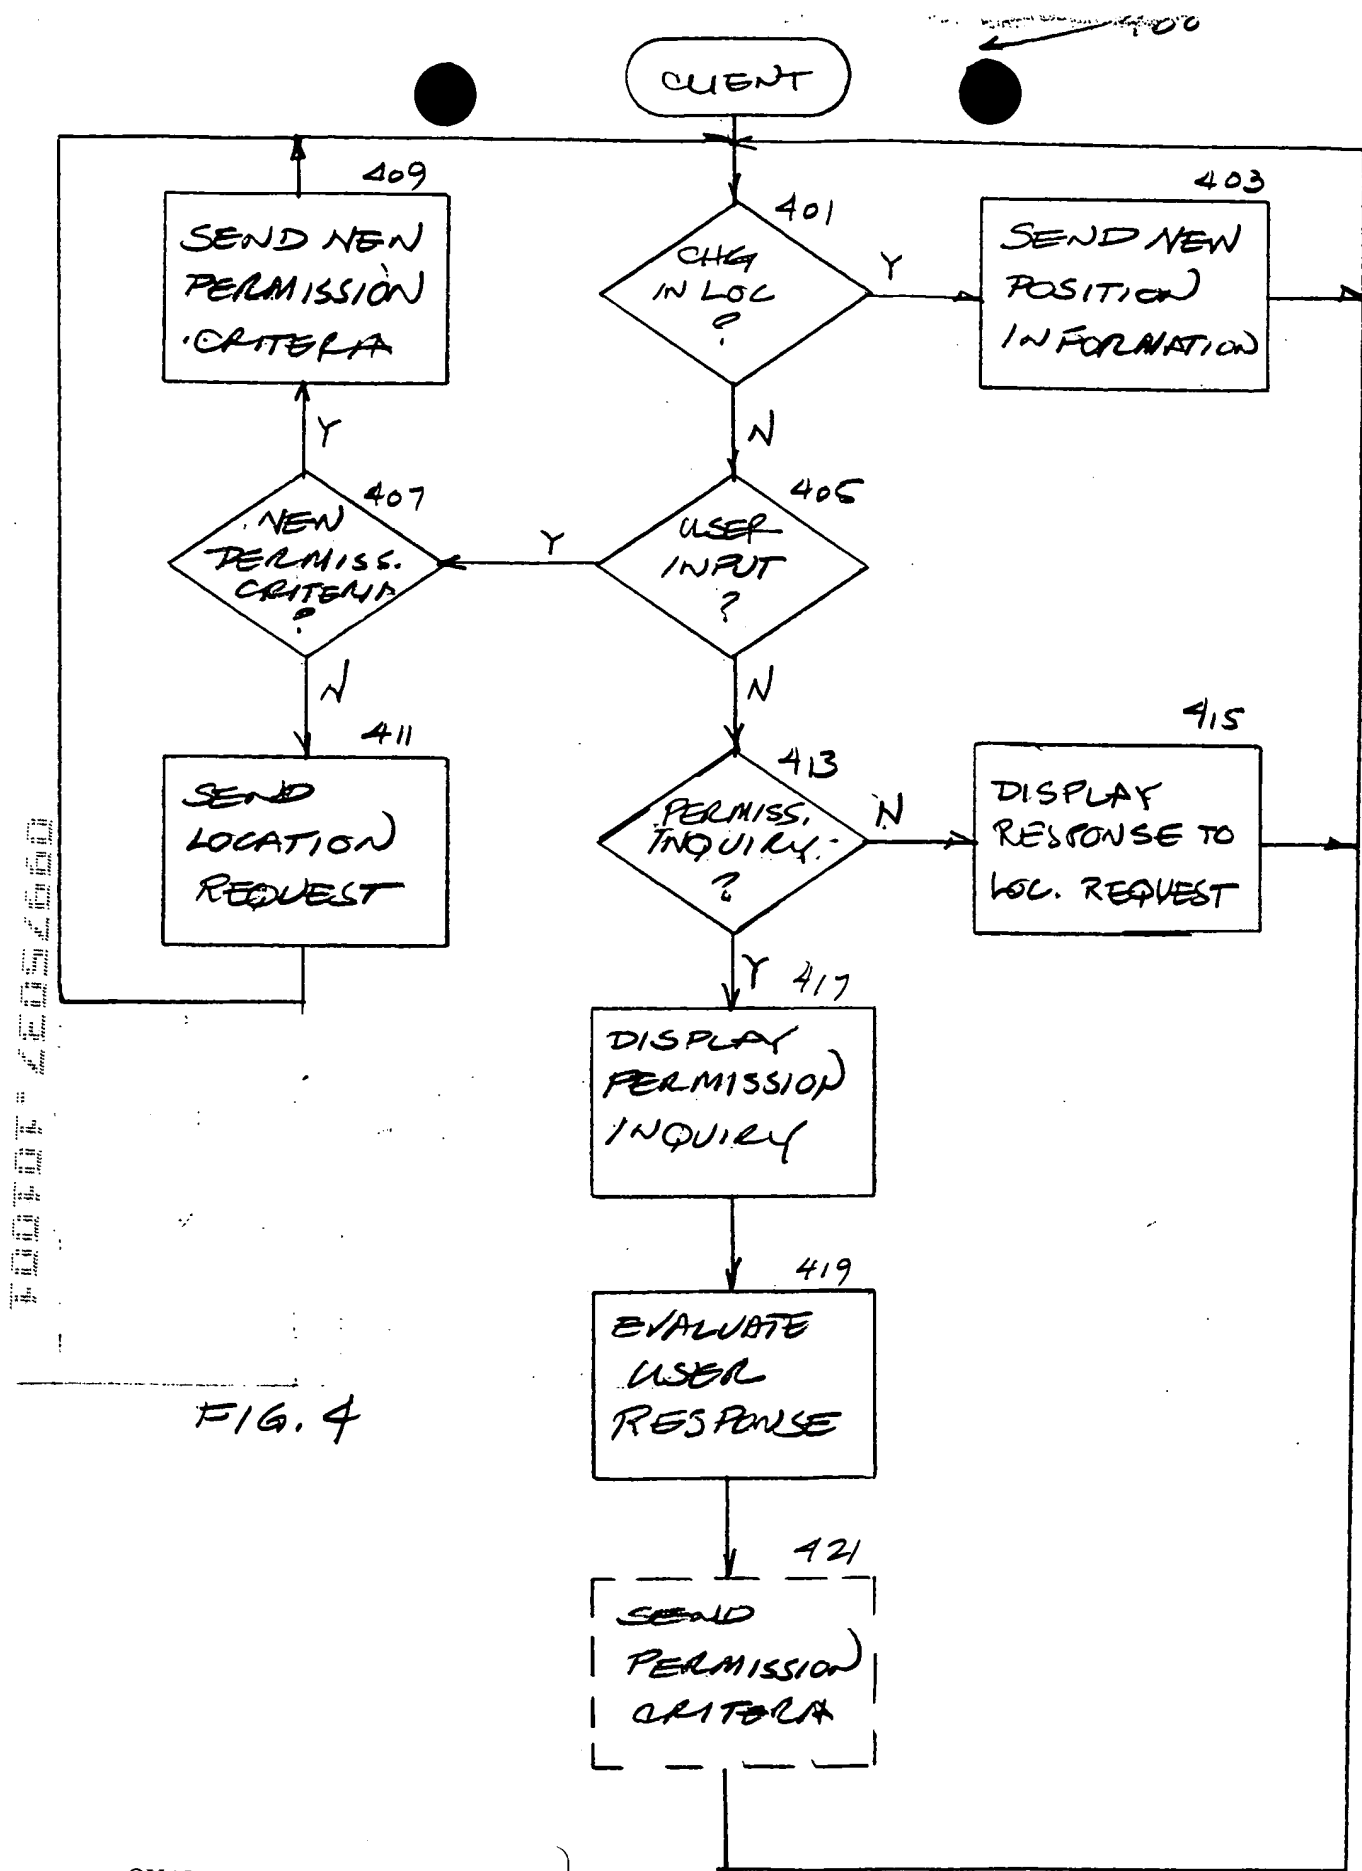 400
CLIENT
409
SEND NEW
PERMISSION
CRITERIA
401
CHG
IN LOC
?
Y
403
SEND NEW
POSITION
INFORMATION
Y
N
407
NEW
PERMISS.
CRITERIA
?
Y
405
USER
INPUT
?
N
N
411
SEND
LOCATION
REQUEST
413
PERMISS.
INQUIRY
?
N
415
DISPLAY
RESPONSE TO
LOC. REQUEST
Y
417
DISPLAY
PERMISSION
INQUIRY
419
EVALUATE
USER
RESPONSE
FIG. 4
421
SEND
PERMISSION
CRITERA